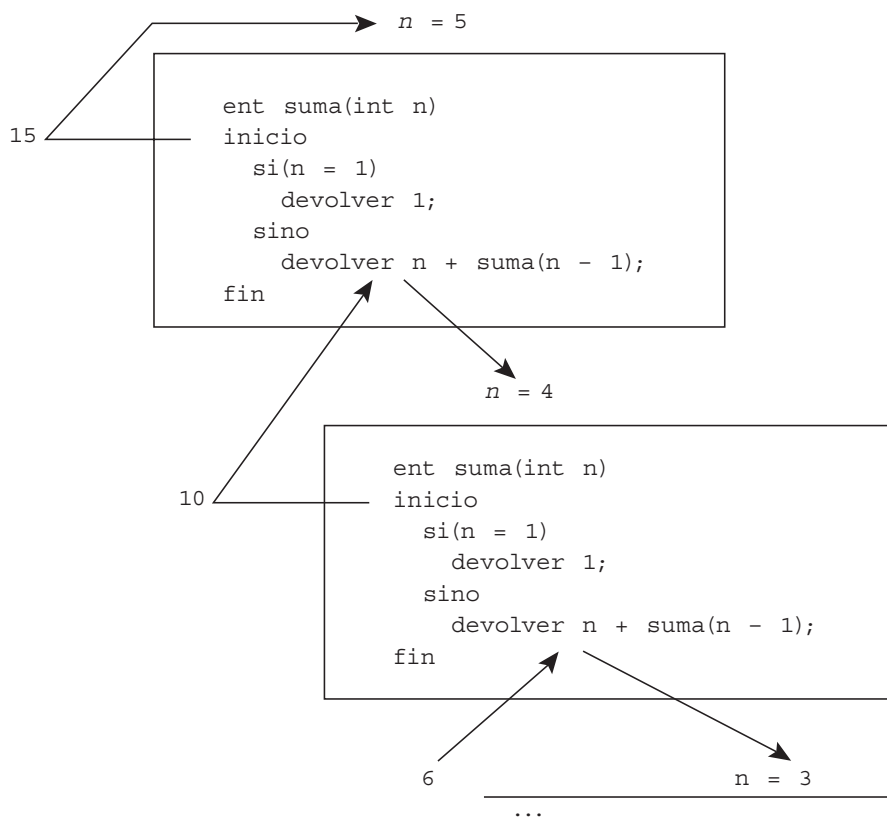 n = 5
ent suma(int n)
15
inicio
si(n = 1)
devolver 1;
sino
devolver n + suma(n – 1);
fin
n = 4
ent suma(int n)
10
inicio
si(n = 1)
devolver 1;
sino
devolver n + suma(n – 1);
fin
6
n = 3
...